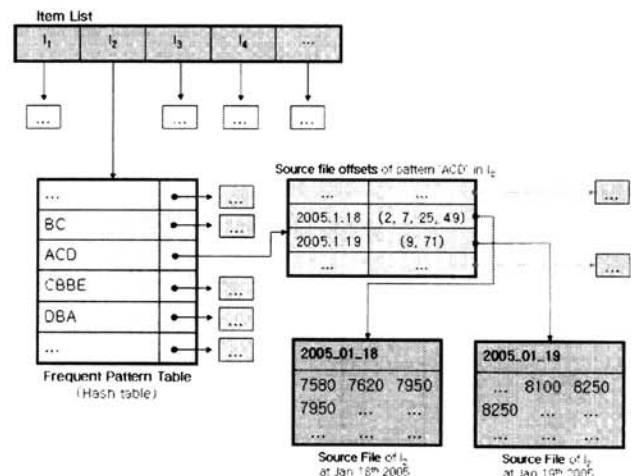 Item List
I₁ I₂ I₃ I₄ ...
... ... ... ...
Source file offsets of pattern "ACD" in I₂
... ...
2005.1.18 (2, 7, 25, 49)
2005.1.19 (9, 71)
... ...
...
...
... ...
BC ...
ACD
CBBE ...
DBA ...
... ...
Frequent Pattern Table
(Hash table)
2005_01_18
7580 7620 7950
7950 ... ...
... ... ...
Source File of I₂
at Jan 18th 2005
2005_01_19
... 8100 8250
8250 ... ...
... ... ...
Source File of I₂
at Jan 19th 2005